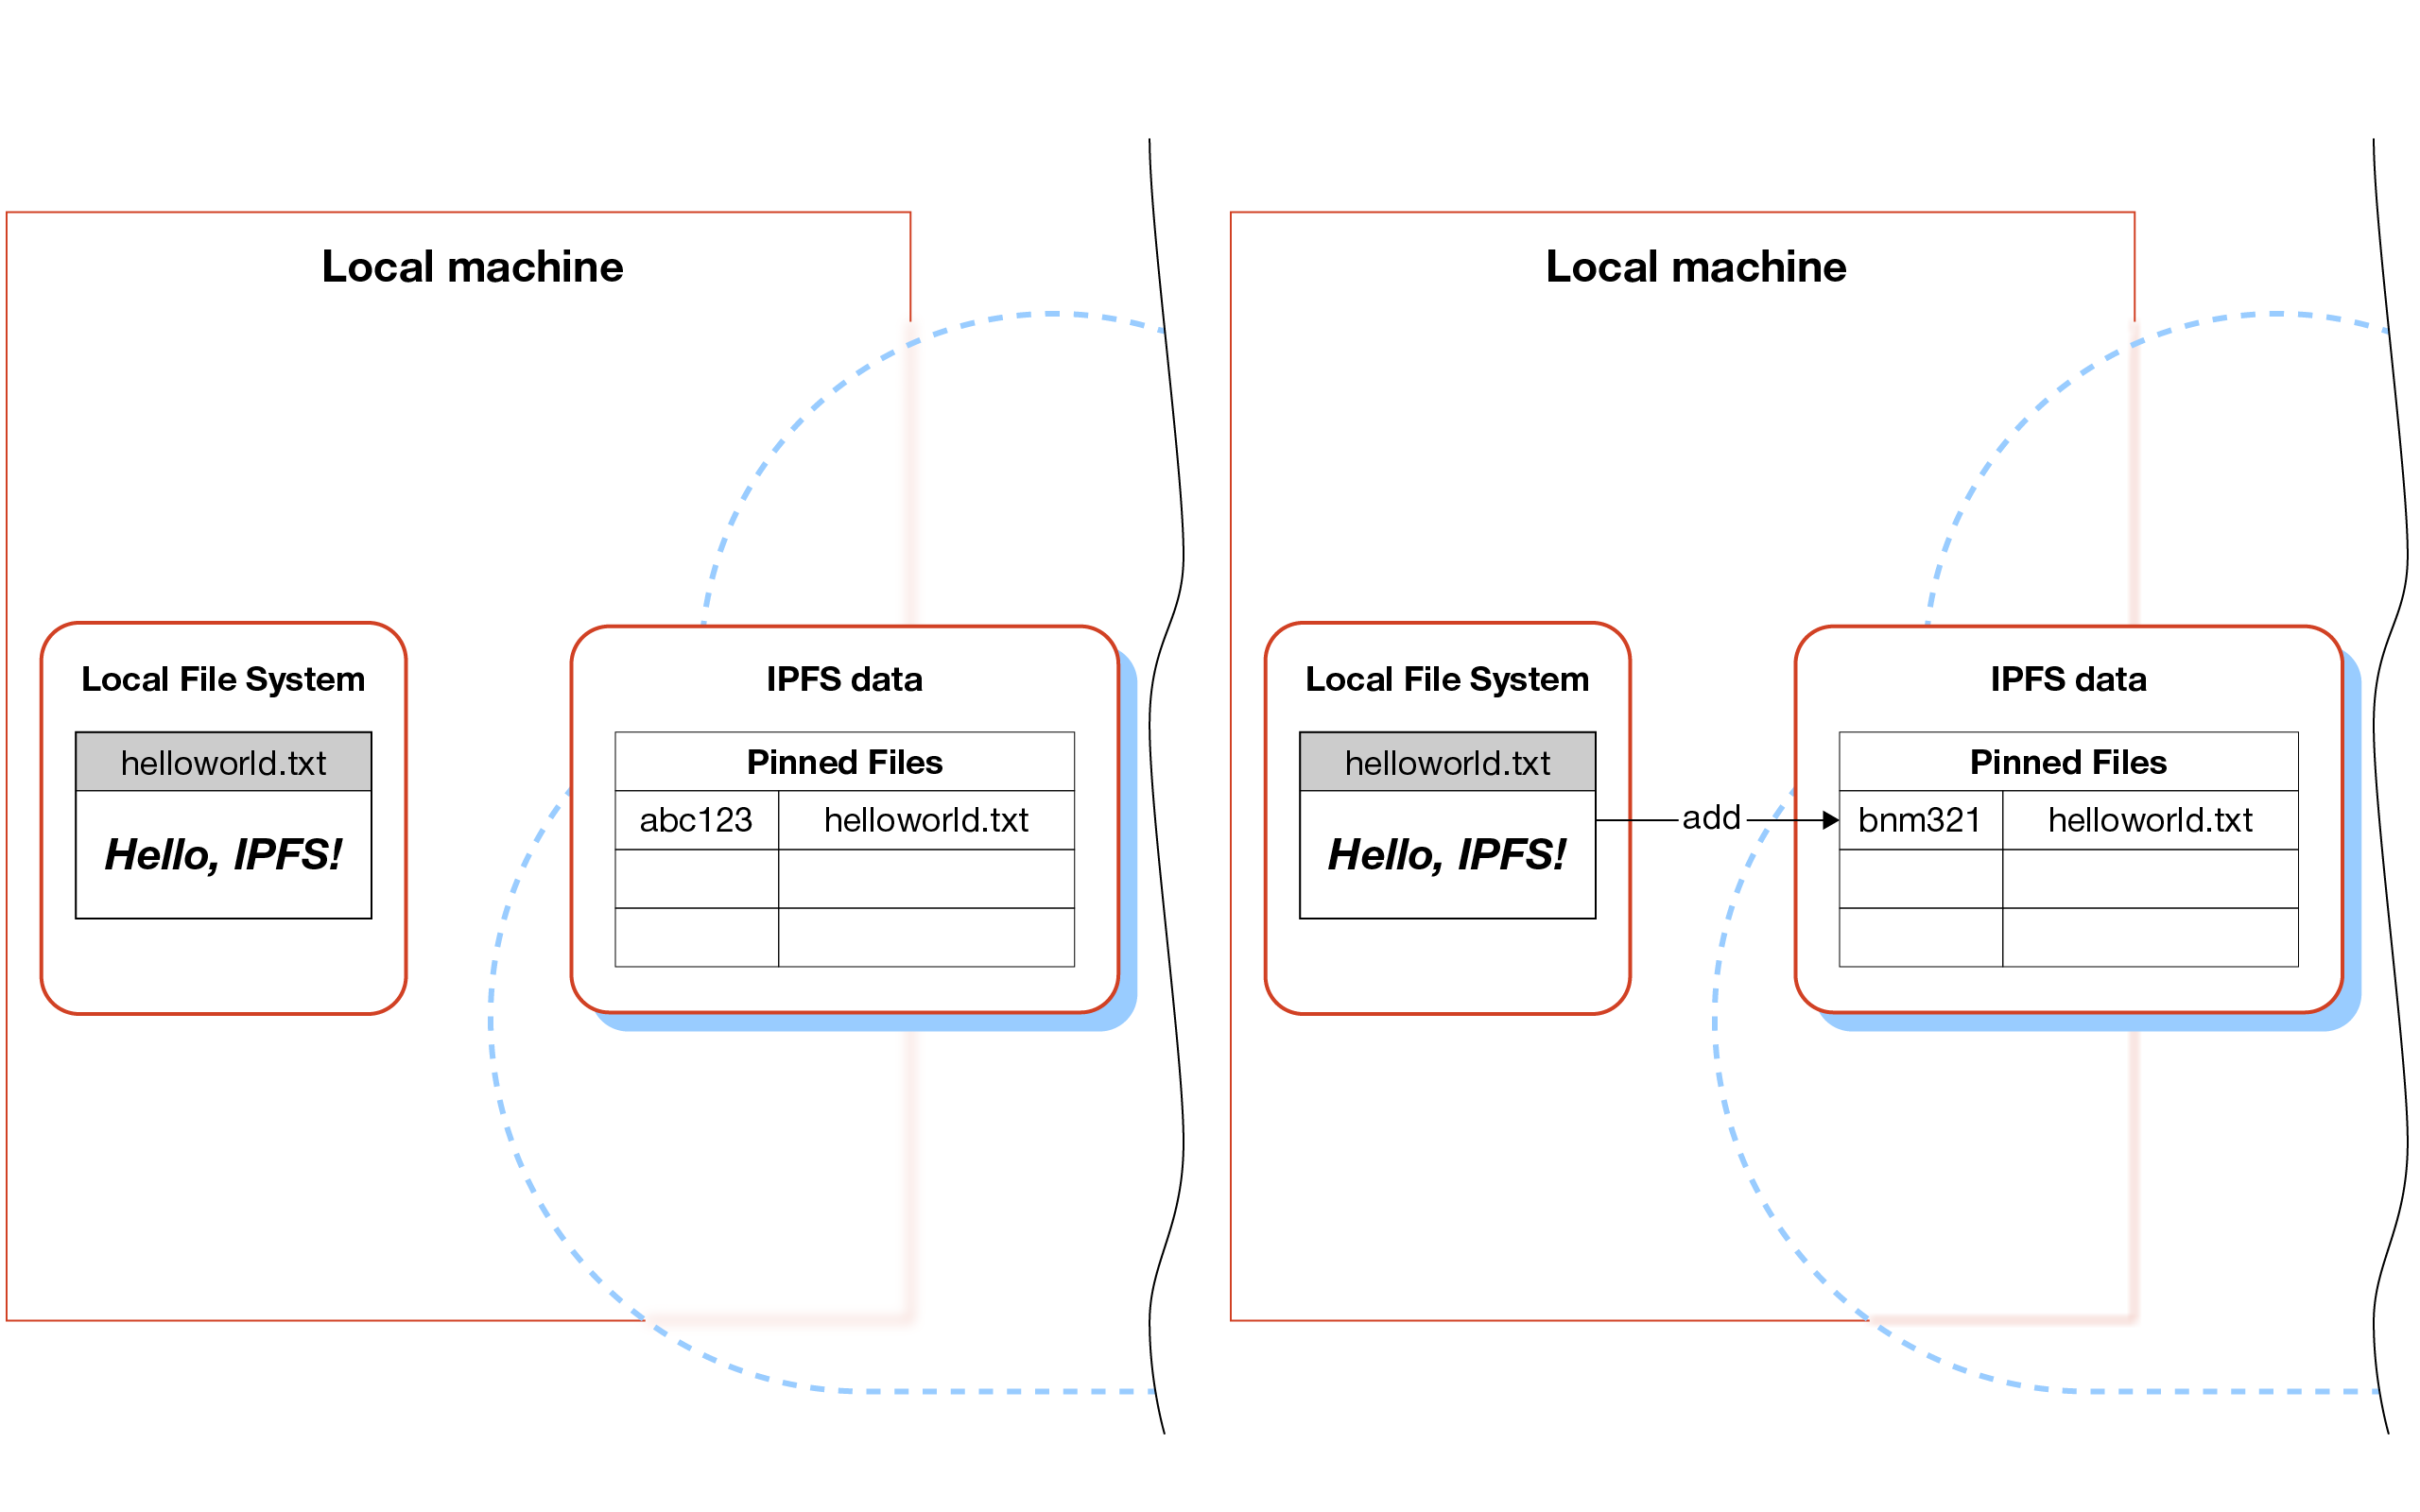 Local machine
Local File System
helloworld.txt
Hello, IPFS!
IPFS data
Pinned Files
abc123 helloworld.txt
Local machine
Local File System
helloworld.txt
Hello, IPFS!
add
IPFS data
Pinned Files
bnm321 helloworld.txt